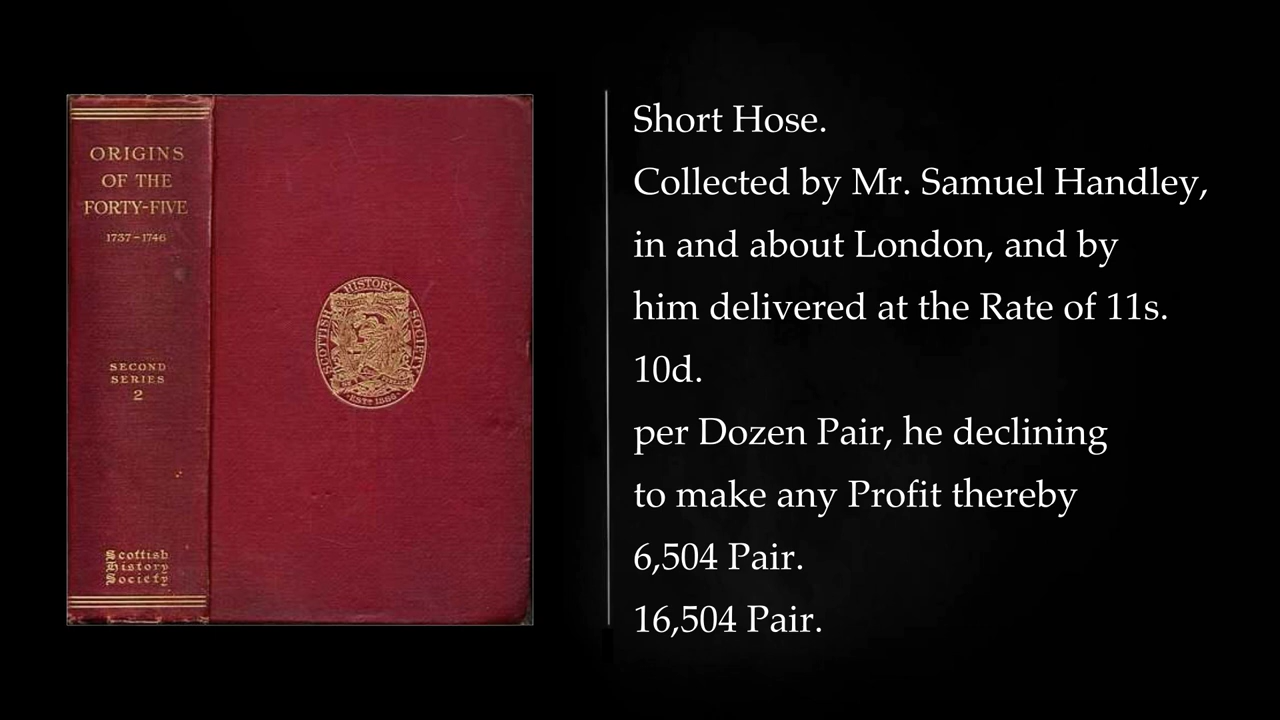 ORIGINS
OF THE
FORTY-FIVE
1737-1746
SECOND
SERIES
2
Scottish
History
Society
SCOTTISH HISTORY SOCIETY
·ESTD 1886·
Short Hose.
Collected by Mr. Samuel Handley,
in and about London, and by
him delivered at the Rate of 11s.
10d.
per Dozen Pair, he declining
to make any Profit thereby
6,504 Pair.
16,504 Pair.